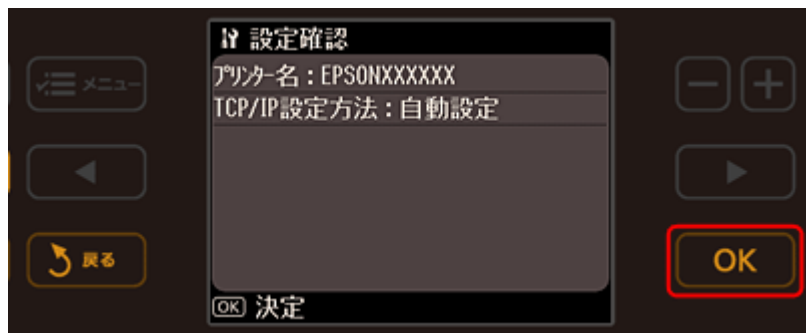 設定確認
プリンター名：EPSONXXXXXX
TCP/IP設定方法：自動設定
OK 決定
メニュー
戻る
－
＋
OK